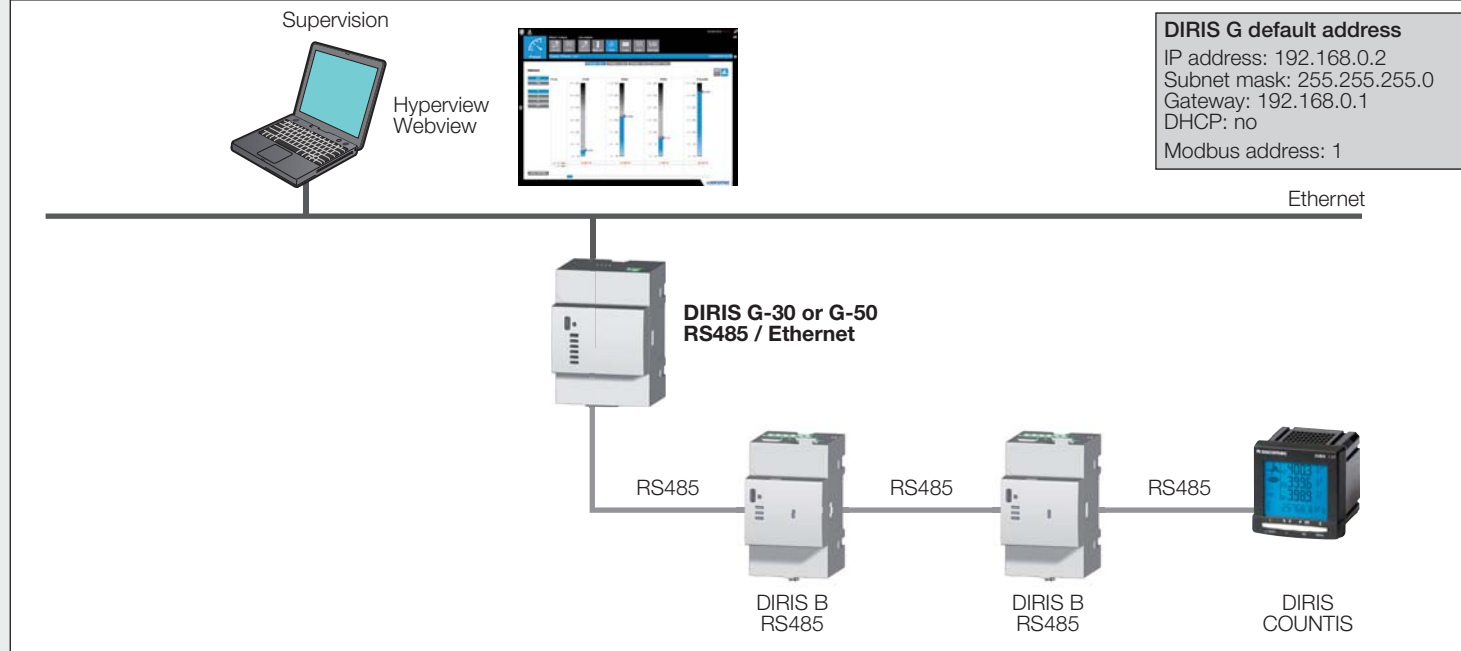 Supervision
Hyperview
Webview
DIRIS G default address
IP address: 192.168.0.2
Subnet mask: 255.255.255.0
Gateway: 192.168.0.1
DHCP: no
Modbus address: 1
Ethernet
DIRIS G-30 or G-50
RS485 / Ethernet
RS485
RS485
RS485
DIRIS B
RS485
DIRIS B
RS485
DIRIS
COUNTIS